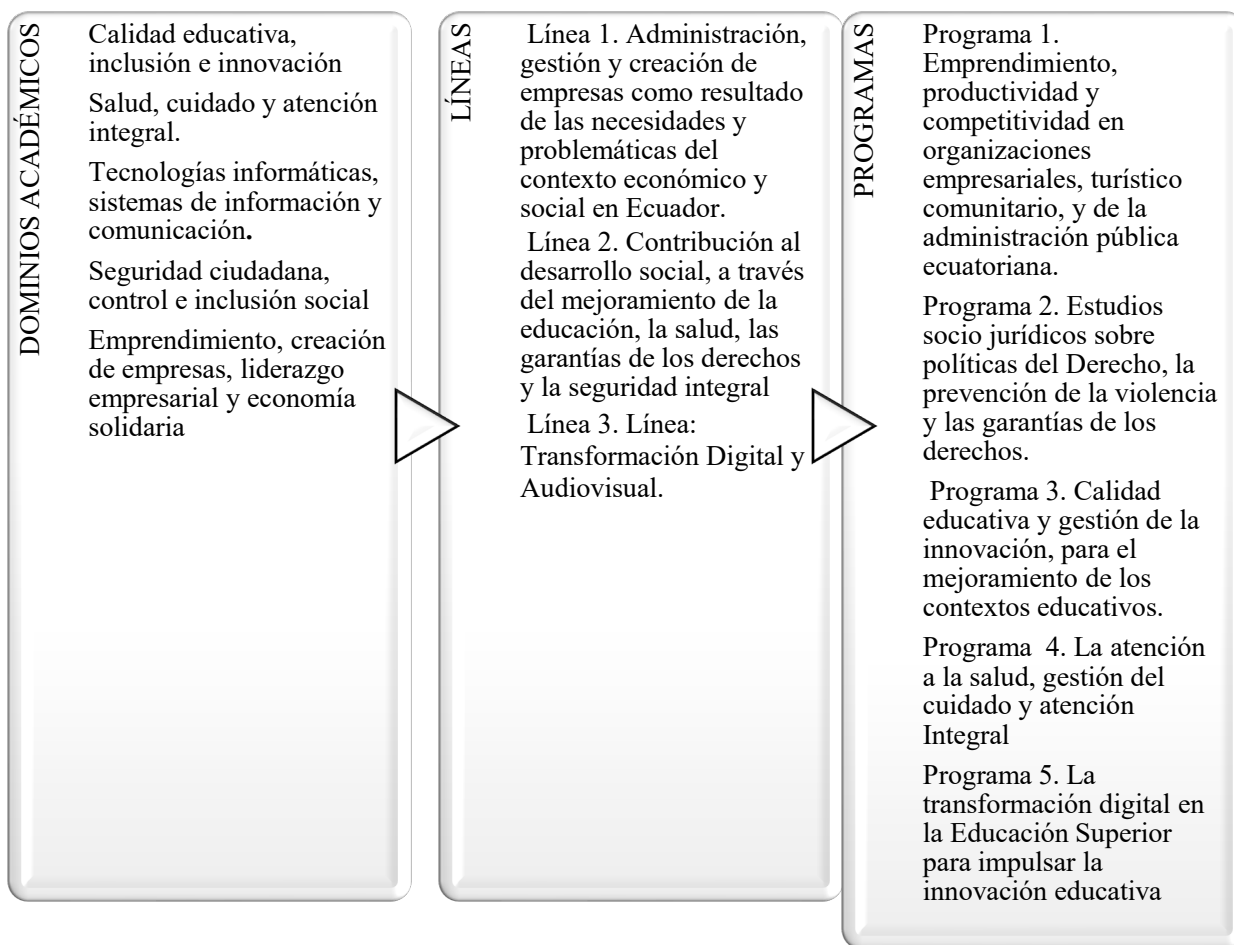 DOMINIOS ACADÉMICOS
Calidad educativa,
inclusión e innovación
Salud, cuidado y atención
integral.
Tecnologías informáticas,
sistemas de información y
comunicación.
Seguridad ciudadana,
control e inclusión social
Emprendimiento, creación
de empresas, liderazgo
empresarial y economía
solidaria
LÍNEAS
Línea 1. Administración,
gestión y creación de
empresas como resultado
de las necesidades y
problemáticas del
contexto económico y
social en Ecuador.
Línea 2. Contribución al
desarrollo social, a través
del mejoramiento de la
educación, la salud, las
garantías de los derechos
y la seguridad integral
Línea 3. Línea:
Transformación Digital y
Audiovisual.
PROGRAMAS
Programa 1.
Emprendimiento,
productividad y
competitividad en
organizaciones
empresariales, turístico
comunitario, y de la
administración pública
ecuatoriana.
Programa 2. Estudios
socio jurídicos sobre
políticas del Derecho, la
prevención de la violencia
y las garantías de los
derechos.
Programa 3. Calidad
educativa y gestión de la
innovación, para el
mejoramiento de los
contextos educativos.
Programa 4. La atención
a la salud, gestión del
cuidado y atención
Integral
Programa 5. La
transformación digital en
la Educación Superior
para impulsar la
innovación educativa